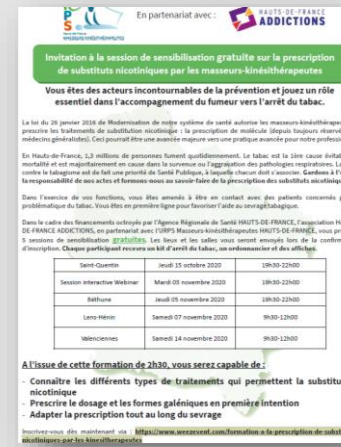 PS
MASSEURS-KINÉSITHÉRAPEUTES
En partenariat avec :
HAUTS-DE-FRANCE
ADDICTIONS
Invitation à la session de sensibilisation gratuite sur la prescription
de substituts nicotiniques par les masseurs-kinésithérapeutes
Vous êtes des acteurs incontournables de la prévention et jouez un rôle
essentiel dans l'accompagnement du fumeur vers l'arrêt du tabac.
La loi du 26 janvier 2016 de Modernisation de notre système de santé autorise les masseurs-kinésithérape
prescrire les traitements de substitution nicotinique : la prescription de molécule (depuis toujours réservé
médecins généralistes). Ceci pourrait être une avancée majeure vers une pratique avancée pour notre professio
En Hauts-de-France, 1,3 millions de personnes fument quotidiennement. Le tabac est la 1ère cause évitab
mortalité et est majoritairement en cause dans la survenue ou l'aggravation des pathologies respiratoires. La
contre le tabagisme est de fait une priorité de Santé Publique, à laquelle chacun doit s'associer. Gardons à l'
la responsabilité de nos actes et formons-nous au savoir-faire de la prescription des substituts nicotiniqu
Dans l'exercice de vos fonctions, vous êtes amenés à être en contact avec des patients concernés p
problématique du tabac. Vous êtes en première ligne pour favoriser l'aide au sevrage tabagique.
Dans le cadre des financements octroyés par l'Agence Régionale de Santé HAUTS-DE-FRANCE, l'association Ha
DE-FRANCE ADDICTIONS, en partenariat avec l'URPS Masseurs-kinésithérapeutes HAUTS-DE-FRANCE, vous pr
5 sessions de sensibilisation gratuites. Les lieux et les salles vous seront envoyés lors de la confirm
d'inscription. Chaque participant recevra un kit d'arrêt du tabac, un ordonnancier et des affiches.
Saint-Quentin Jeudi 15 octobre 2020 19h30-22h00
Session Interactive Webinar Mardi 03 novembre 2020 19h30-22h00
Béthune Jeudi 05 novembre 2020 19h30-22h00
Lens-Hénin Samedi 07 novembre 2020 9h30-12h00
Valenciennes Samedi 14 novembre 2020 9h30-12h00
A l'issue de cette formation de 2h30, vous serez capable de :
- Connaître les différents types de traitements qui permettent la substitu
nicotinique
- Prescrire le dosage et les formes galéniques en première intention
- Adapter la prescription tout au long du sevrage
Inscrivez-vous dès maintenant via : https://www.weezevent.com/formation-a-la-prescription-de-subst
nicotiniques-par-les-kinesitherapeutes